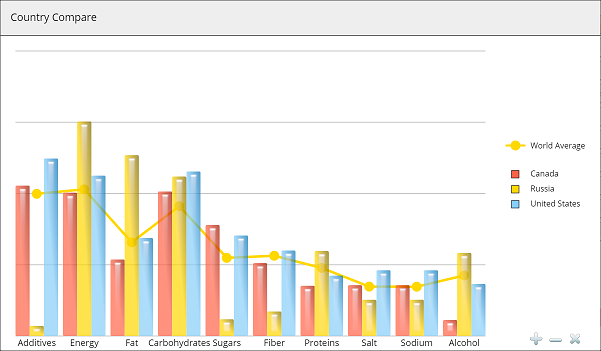 Country Compare
World Average
Canada
Russia
United States
Additives Energy Fat Carbohydrates Sugars Fiber Proteins Salt Sodium Alcohol